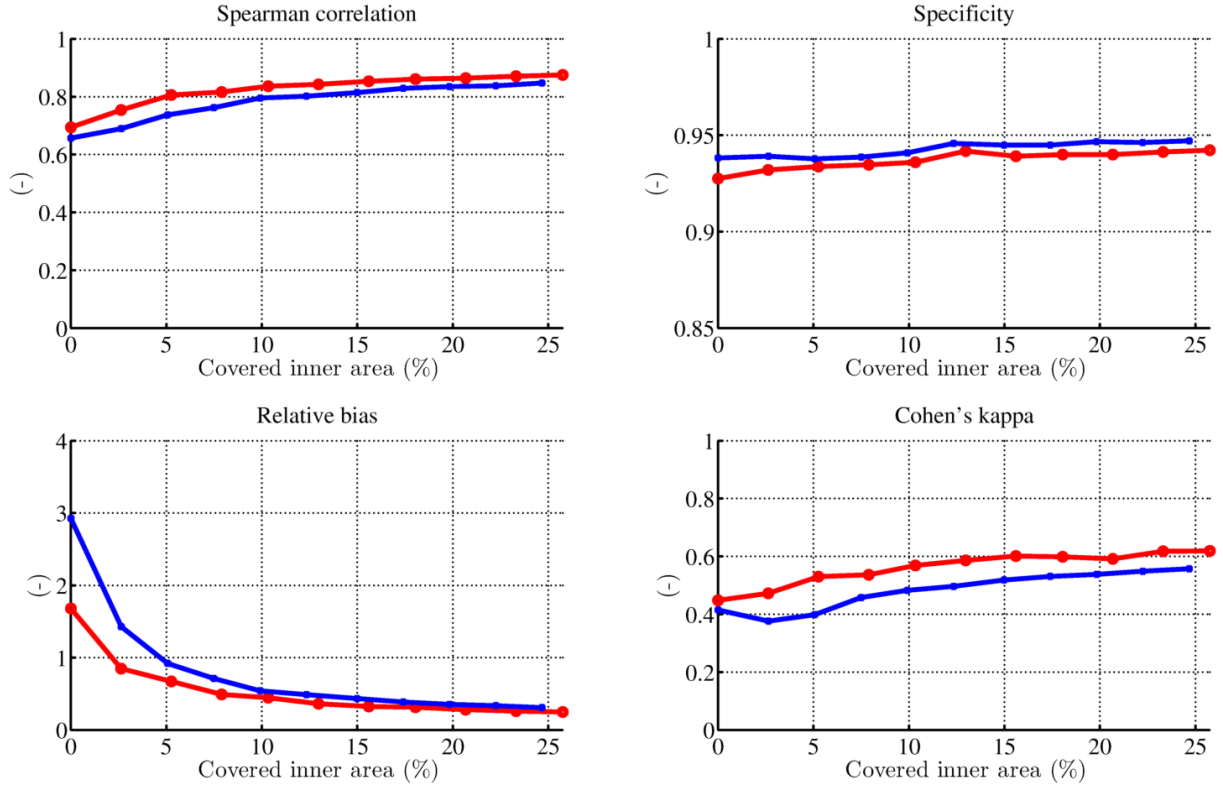 Spearman correlation
1
0.8
0.6
0.4
0.2
0
(-)
0 5 10 15 20 25
Covered inner area (%)
Specificity
1
0.95
0.9
0.85
(-)
0 5 10 15 20 25
Covered inner area (%)
Relative bias
4
3
2
1
0
(-)
0 5 10 15 20 25
Covered inner area (%)
Cohen's kappa
1
0.8
0.6
0.4
0.2
0
(-)
0 5 10 15 20 25
Covered inner area (%)